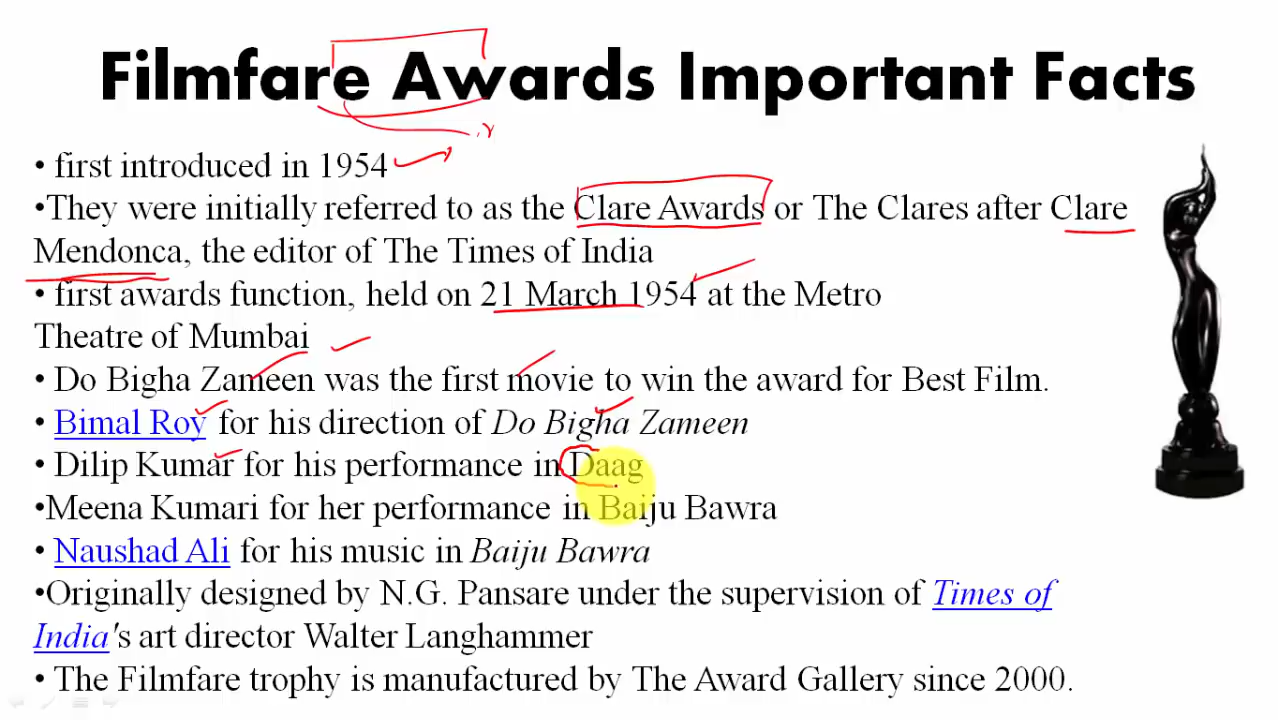 Filmfare Awards Important Facts
• first introduced in 1954
•They were initially referred to as the Clare Awards or The Clares after Clare
Mendonca, the editor of The Times of India
• first awards function, held on 21 March 1954 at the Metro
Theatre of Mumbai
• Do Bigha Zameen was the first movie to win the award for Best Film.
• Bimal Roy for his direction of Do Bigha Zameen
• Dilip Kumar for his performance in Daag
•Meena Kumari for her performance in Baiju Bawra
• Naushad Ali for his music in Baiju Bawra
•Originally designed by N.G. Pansare under the supervision of Times of
India's art director Walter Langhammer
• The Filmfare trophy is manufactured by The Award Gallery since 2000.